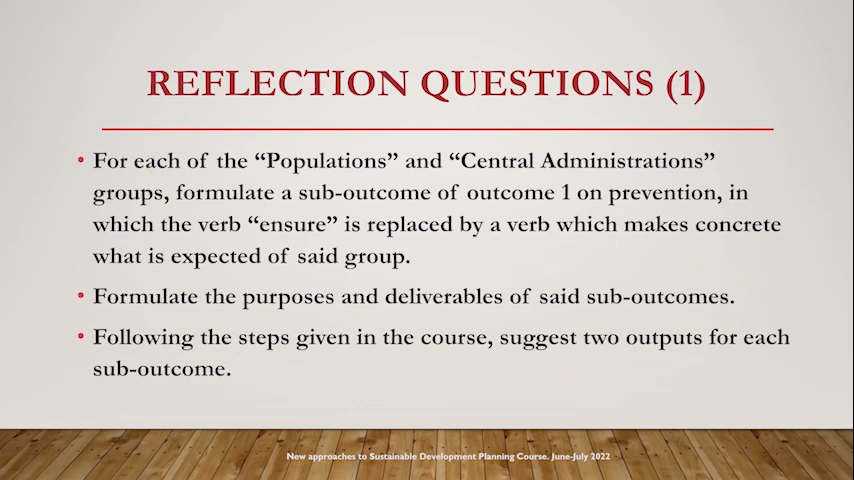 REFLECTION QUESTIONS (1)
• For each of the “Populations” and “Central Administrations”
groups, formulate a sub-outcome of outcome 1 on prevention, in
which the verb “ensure” is replaced by a verb which makes concrete
what is expected of said group.
• Formulate the purposes and deliverables of said sub-outcomes.
• Following the steps given in the course, suggest two outputs for each
sub-outcome.
New approaches to Sustainable Development Planning Course. June-July 2022